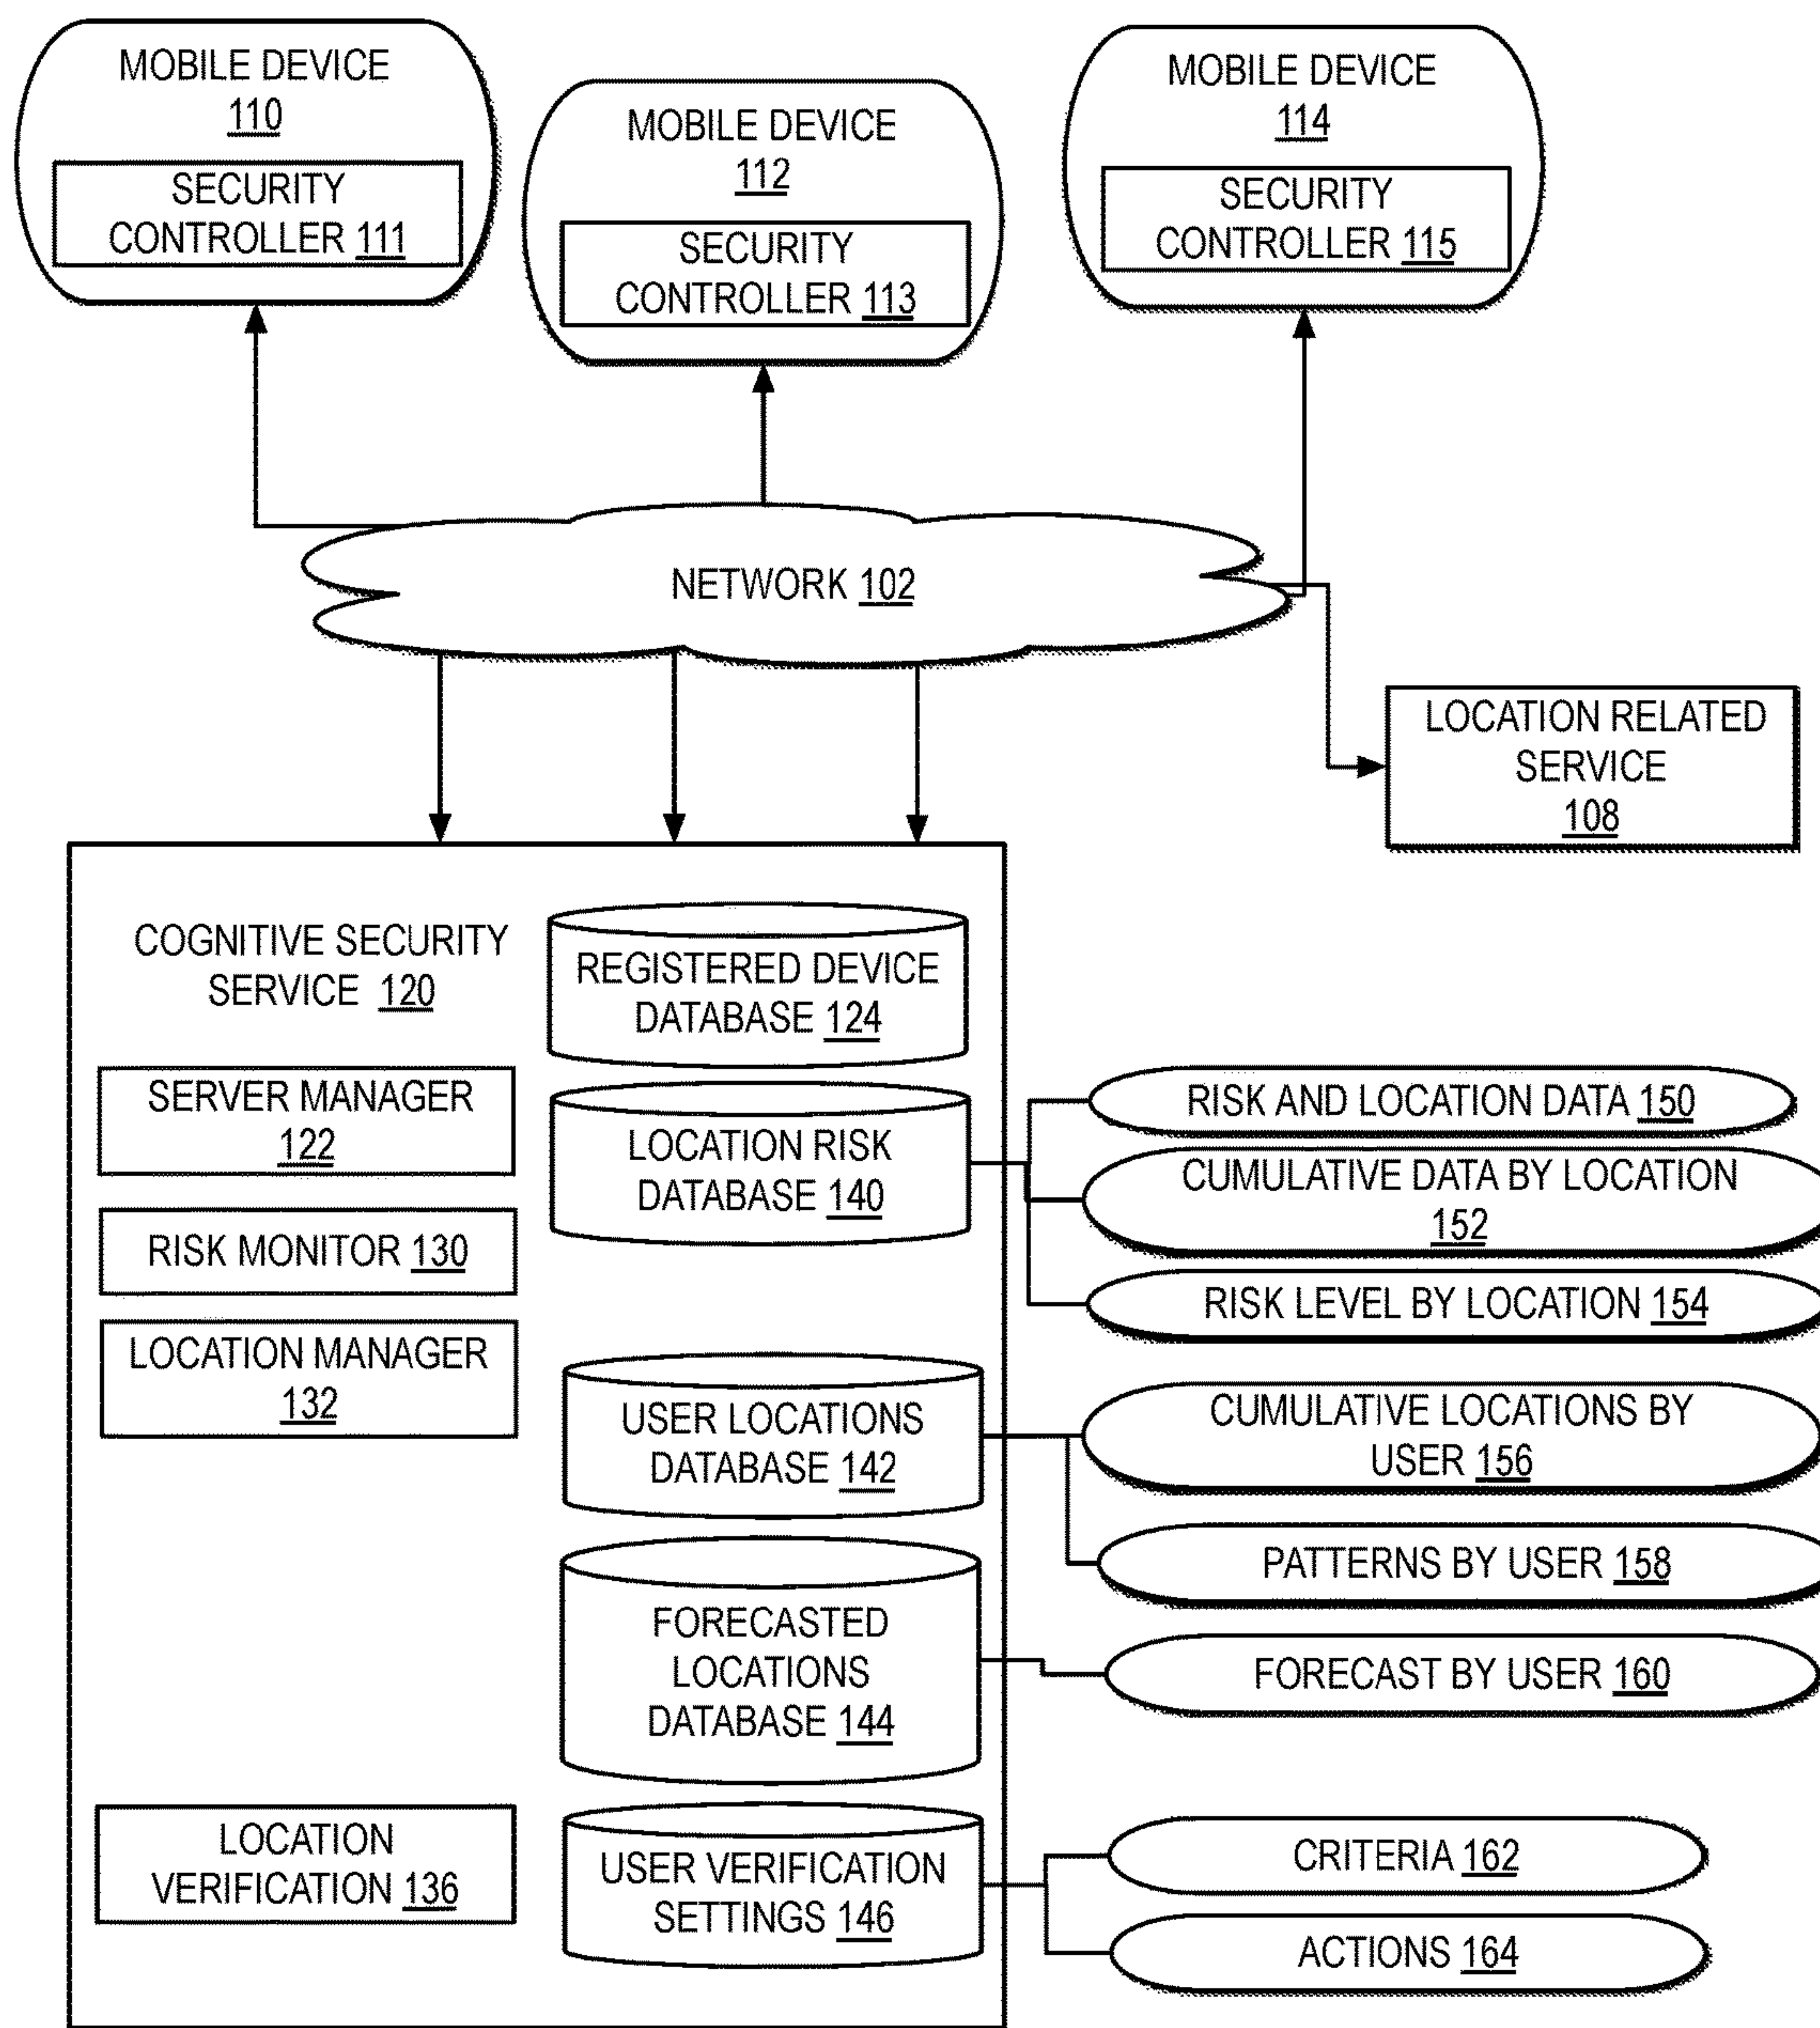 MOBILE DEVICE
110
SECURITY
CONTROLLER 111
MOBILE DEVICE
112
SECURITY
CONTROLLER 113
MOBILE DEVICE
114
SECURITY
CONTROLLER 115
NETWORK 102
LOCATION RELATED
SERVICE
108
COGNITIVE SECURITY
SERVICE 120
SERVER MANAGER
122
RISK MONITOR 130
LOCATION MANAGER
132
LOCATION
VERIFICATION 136
REGISTERED DEVICE
DATABASE 124
LOCATION RISK
DATABASE 140
USER LOCATIONS
DATABASE 142
FORECASTED
LOCATIONS
DATABASE 144
USER VERIFICATION
SETTINGS 146
RISK AND LOCATION DATA 150
CUMULATIVE DATA BY LOCATION
152
RISK LEVEL BY LOCATION 154
CUMULATIVE LOCATIONS BY
USER 156
PATTERNS BY USER 158
FORECAST BY USER 160
CRITERIA 162
ACTIONS 164